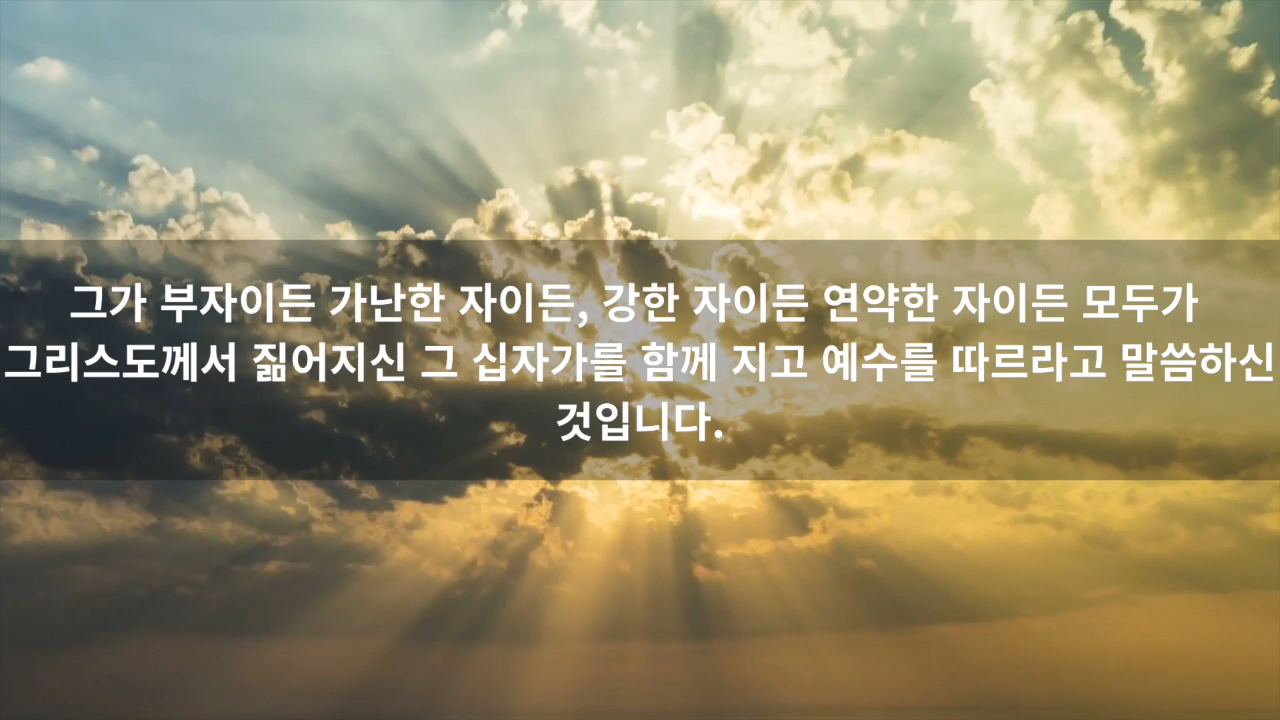 그가 부자이든 가난한 자이든, 강한 자이든 연약한 자이든 모두가
그리스도께서 짊어지신 그 십자가를 함께 지고 예수를 따르라고 말씀하신
것입니다.